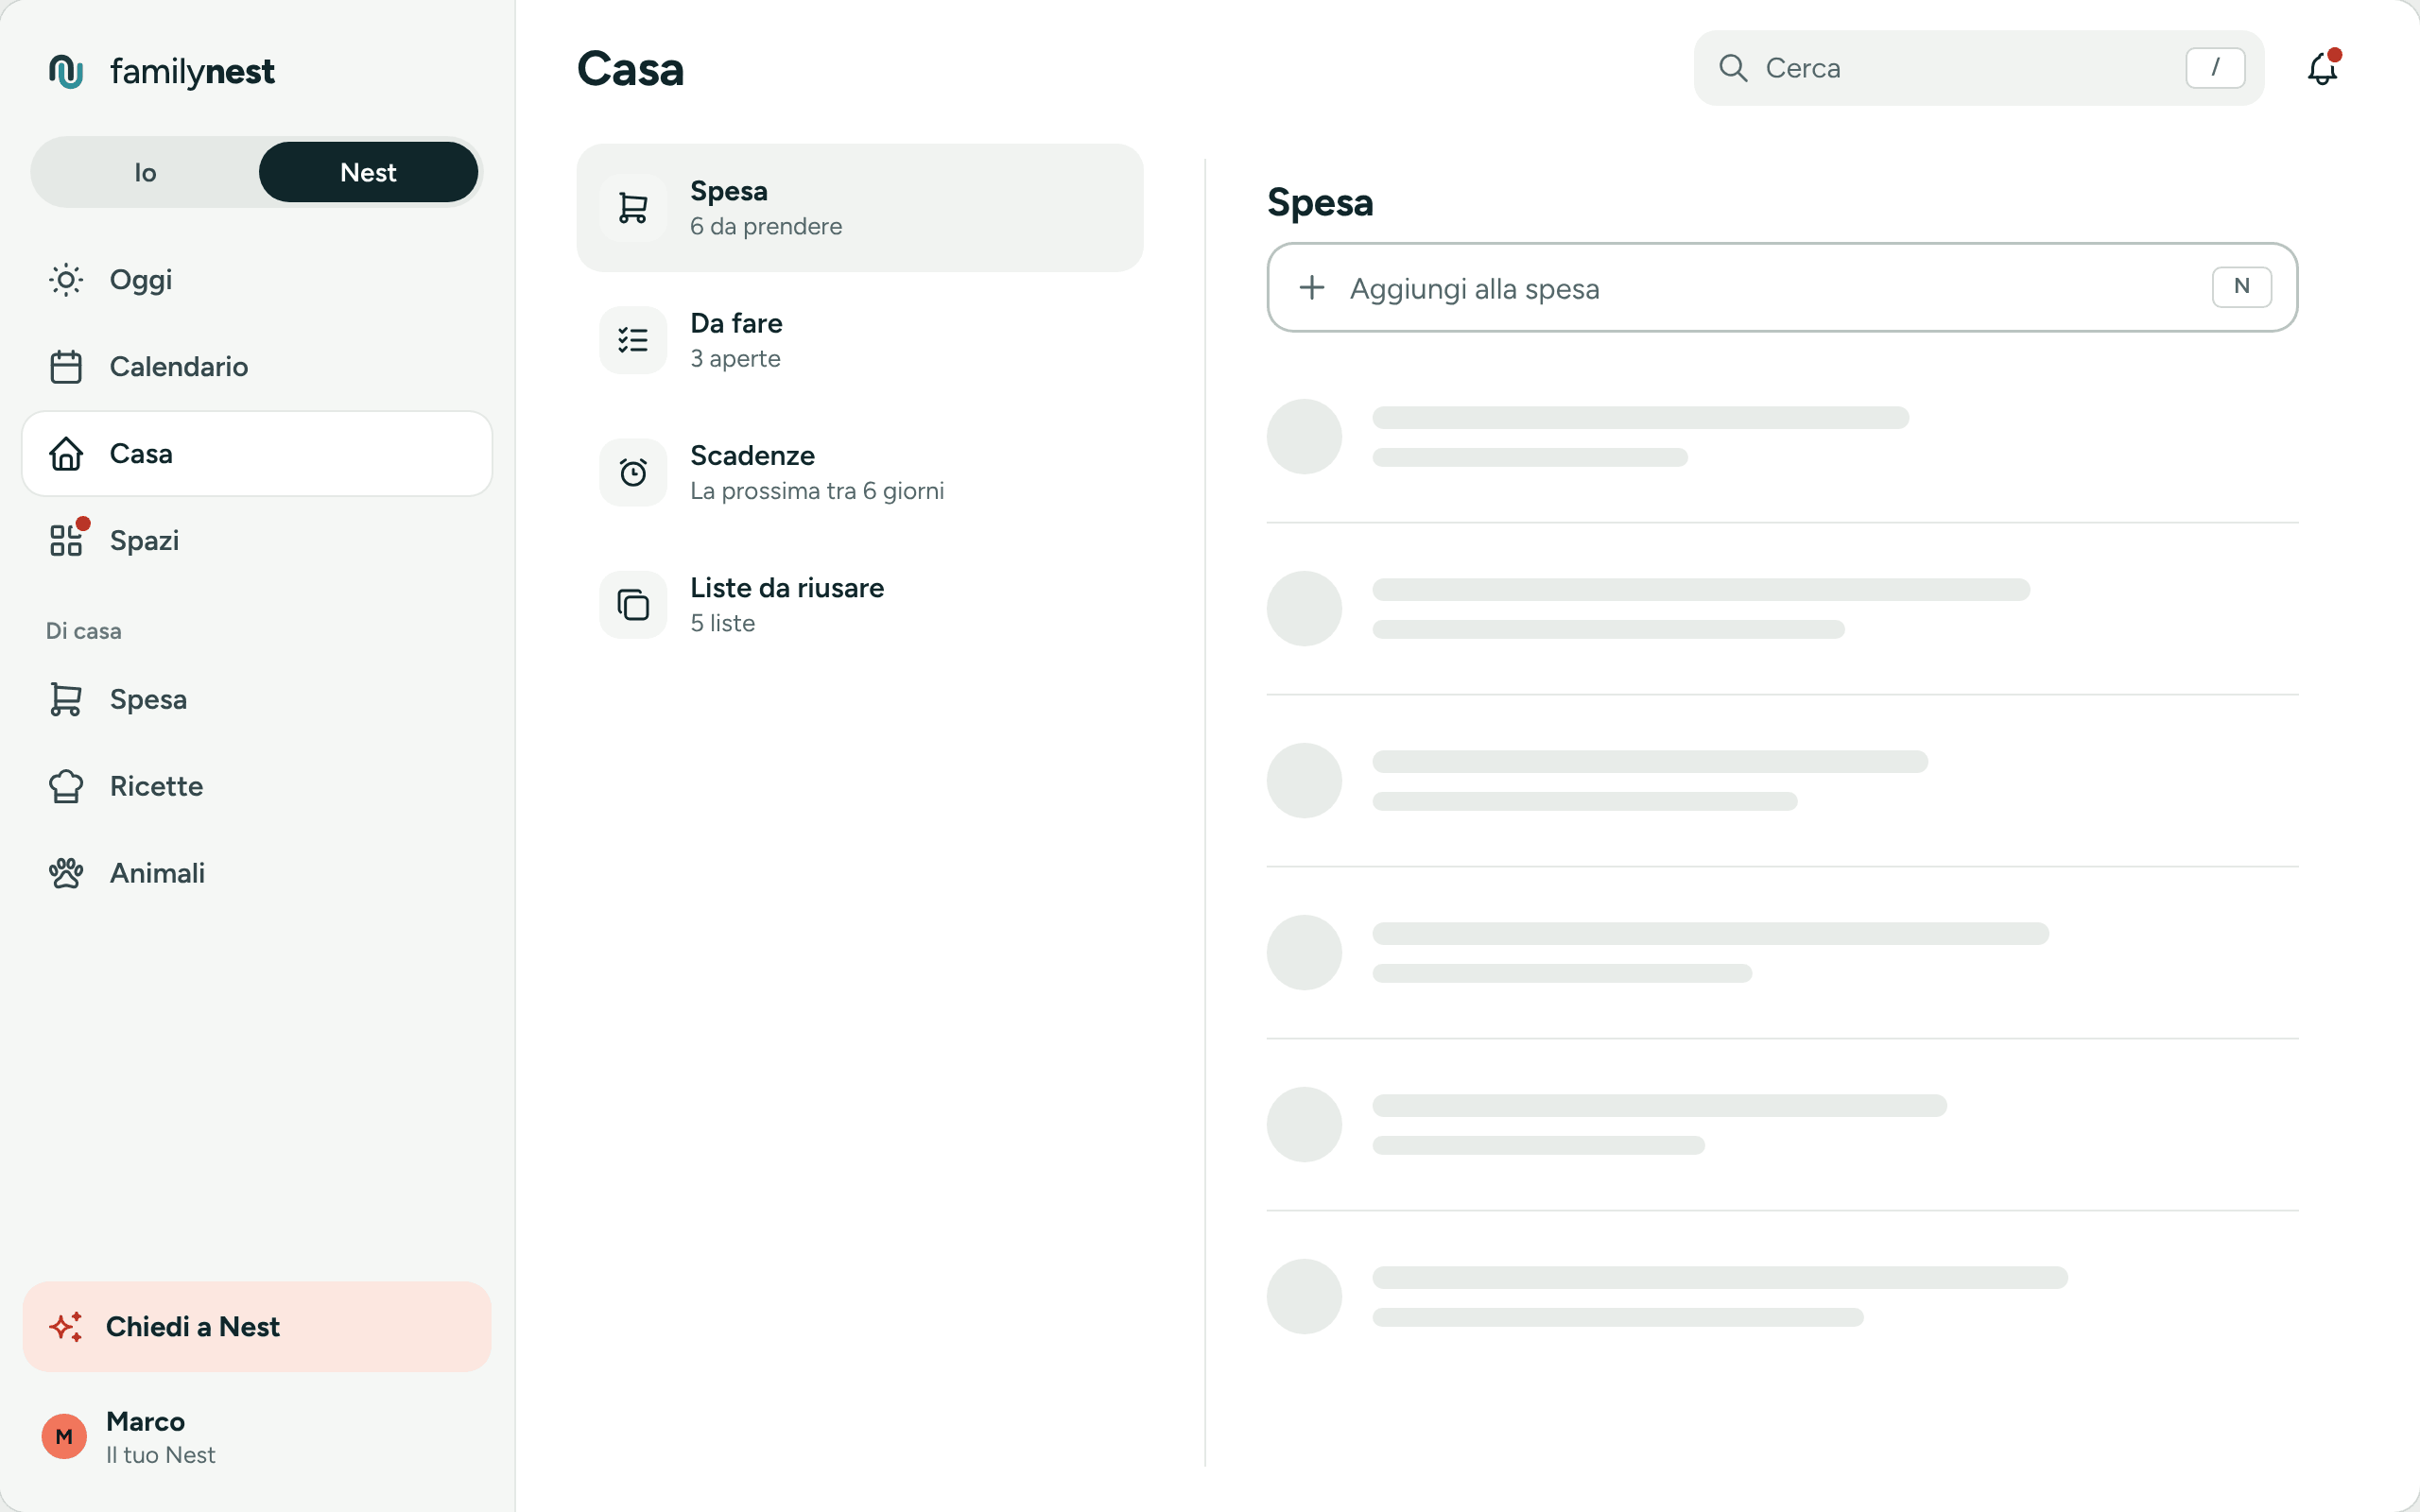 familynest
Io
Nest
Oggi
Calendario
Casa
Spazi
Di casa
Spesa
Ricette
Animali
Chiedi a Nest
M
Marco
Il tuo Nest
Casa
Cerca
/
Spesa
6 da prendere
Da fare
3 aperte
Scadenze
La prossima tra 6 giorni
Liste da riusare
5 liste
Spesa
Aggiungi alla spesa
N